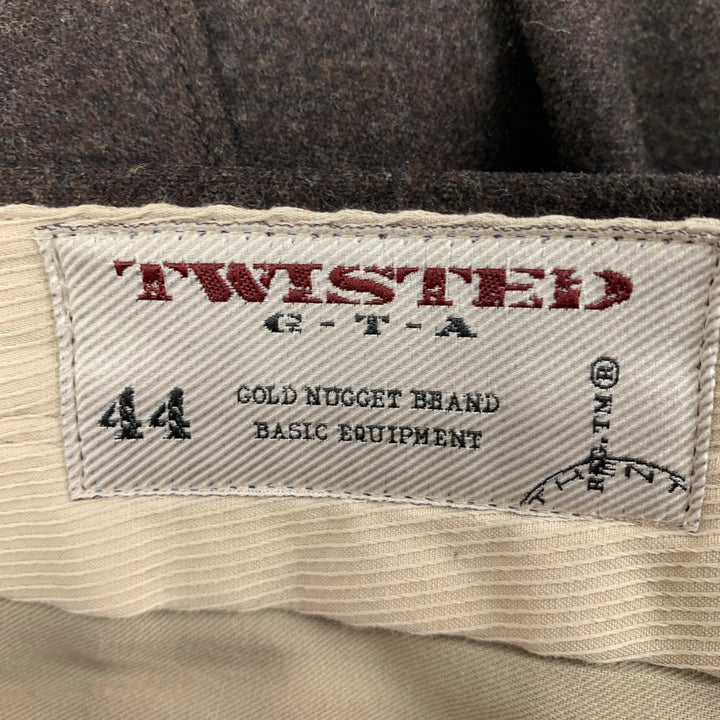 TWISTED
G-T-A
44
GOLD NUGGET BRAND
BASIC EQUIPMENT
REG.TM®